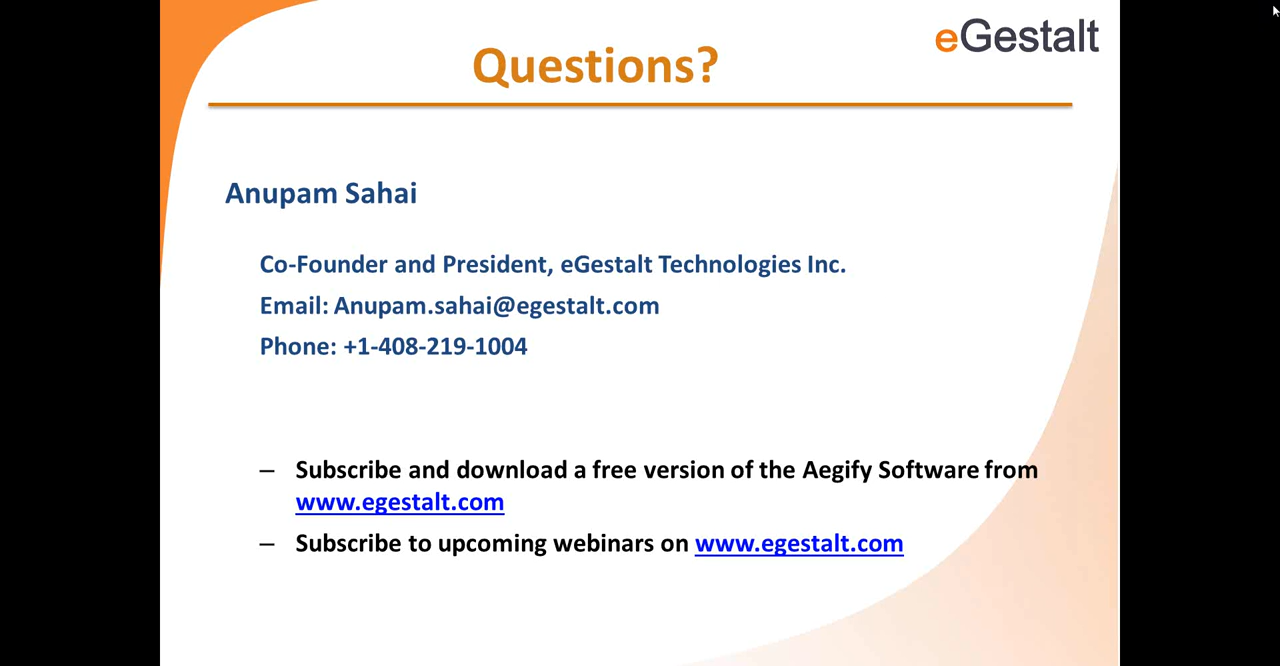 eGestalt
Questions?
Anupam Sahai
Co-Founder and President, eGestalt Technologies Inc.
Email: Anupam.sahai@egestalt.com
Phone: +1-408-219-1004
– Subscribe and download a free version of the Aegify Software from
www.egestalt.com
– Subscribe to upcoming webinars on www.egestalt.com